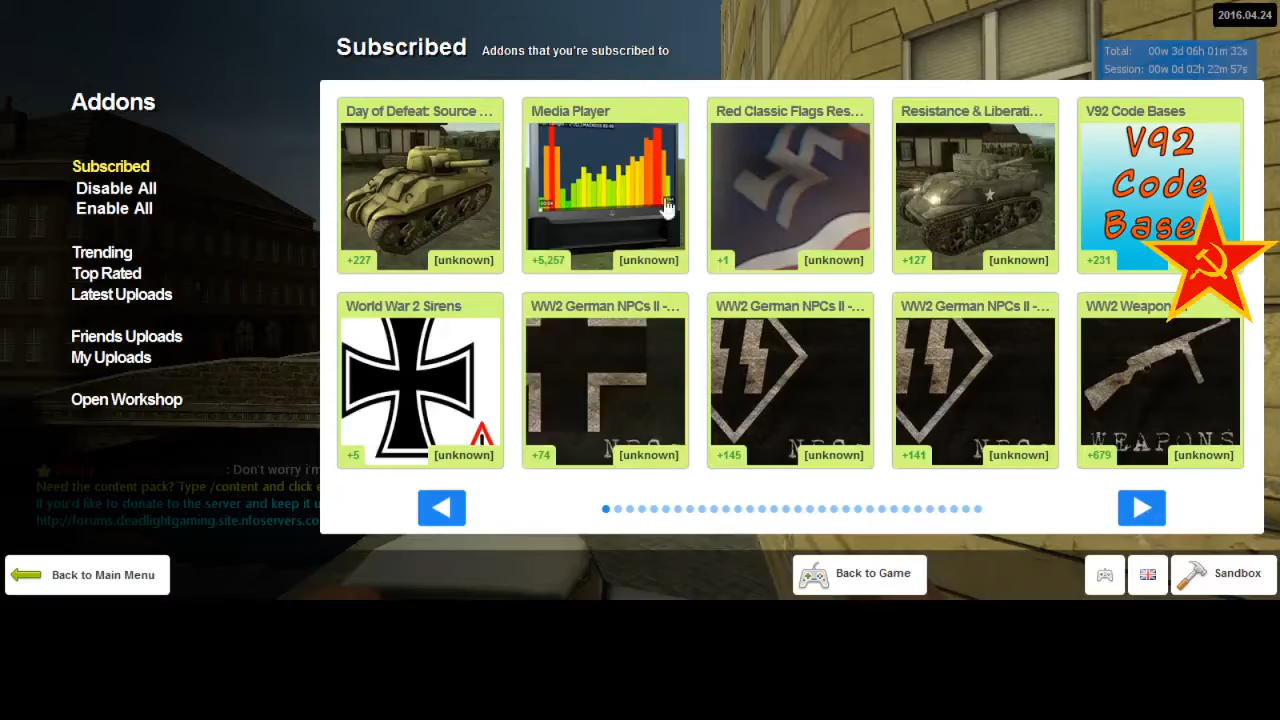 2016.04.24
Subscribed Addons that you're subscribed to
Total: 00w 3d 06h 01m 32s
Session: 00w 0d 02h 22m 57s
Addons
Subscribed
Disable All
Enable All
Trending
Top Rated
Latest Uploads
Friends Uploads
My Uploads
Open Workshop
Day of Defeat: Source ...
Media Player
Red Classic Flags Res...
Resistance & Liberati...
V92 Code Bases
V92
Code
Base
+227 [unknown]
+5,257 [unknown]
+1 [unknown]
+127 [unknown]
+231
World War 2 Sirens
WW2 German NPCs II -...
WW2 German NPCs II -...
WW2 German NPCs II -...
WW2 Weapon
NPCs
NPCs
NPCs
WEAPONS
+5 [unknown]
+74 [unknown]
+145 [unknown]
+141 [unknown]
+679 [unknown]
: Don't worry i'm
Need the content pack? Type /content and click
If you'd like to donate to the server and keep it u
http://forums.deadlightgaming.site.nfoservers.co
Back to Main Menu
Back to Game
Sandbox